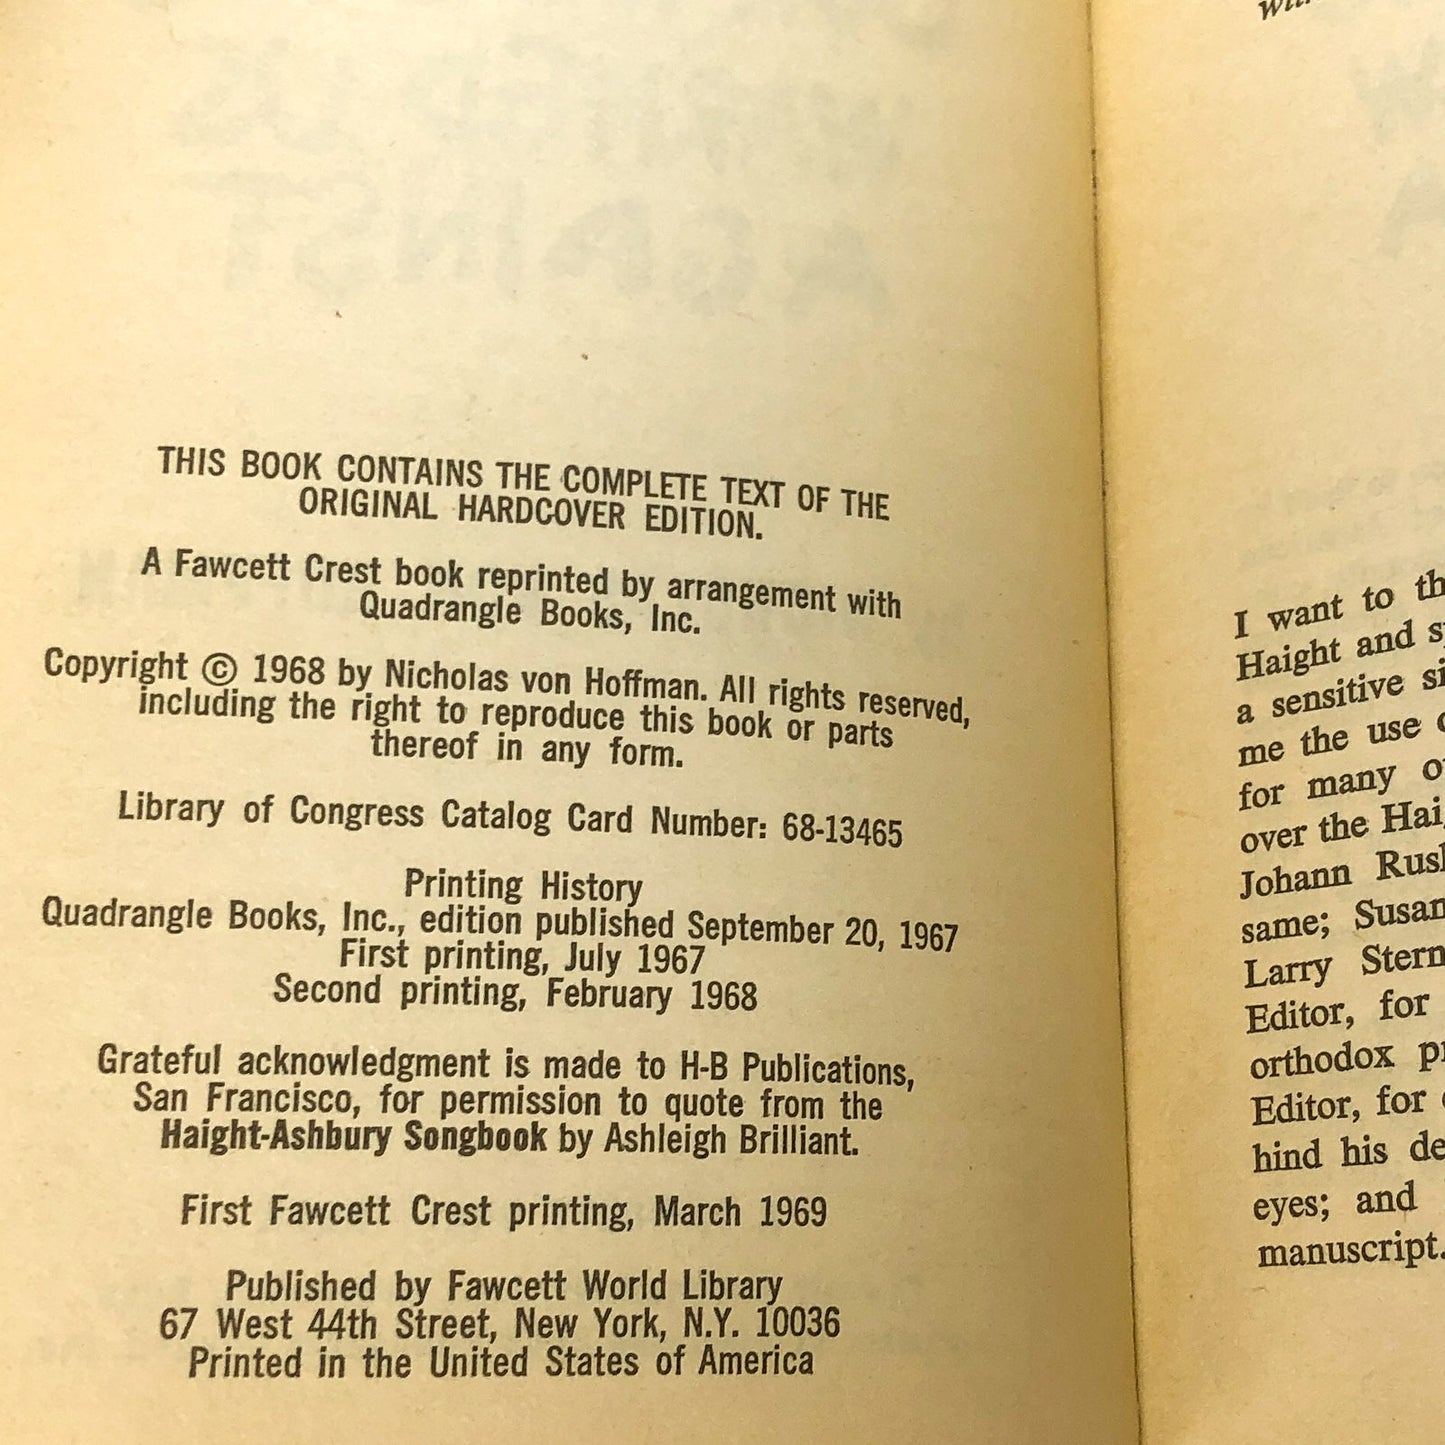 THIS BOOK CONTAINS THE COMPLETE TEXT OF THE
ORIGINAL HARDCOVER EDITION.
A Fawcett Crest book reprinted by arrangement with
Quadrangle Books, Inc.
Copyright © 1968 by Nicholas von Hoffman. All rights reserved,
including the right to reproduce this book or parts
thereof in any form.
Library of Congress Catalog Card Number: 68-13465
Printing History
Quadrangle Books, Inc., edition published September 20, 1967
First printing, July 1967
Second printing, February 1968
Grateful acknowledgment is made to H-B Publications,
San Francisco, for permission to quote from the
Haight-Ashbury Songbook by Ashleigh Brilliant.
First Fawcett Crest printing, March 1969
Published by Fawcett World Library
67 West 44th Street, New York, N.Y. 10036
Printed in the United States of America
I want to
Haight and
a sensitive
me the use
for many
over the
Johann
same; Susan
Larry Stern
Editor, for
orthodox
Editor, for
hind his
eyes; and
manuscript.